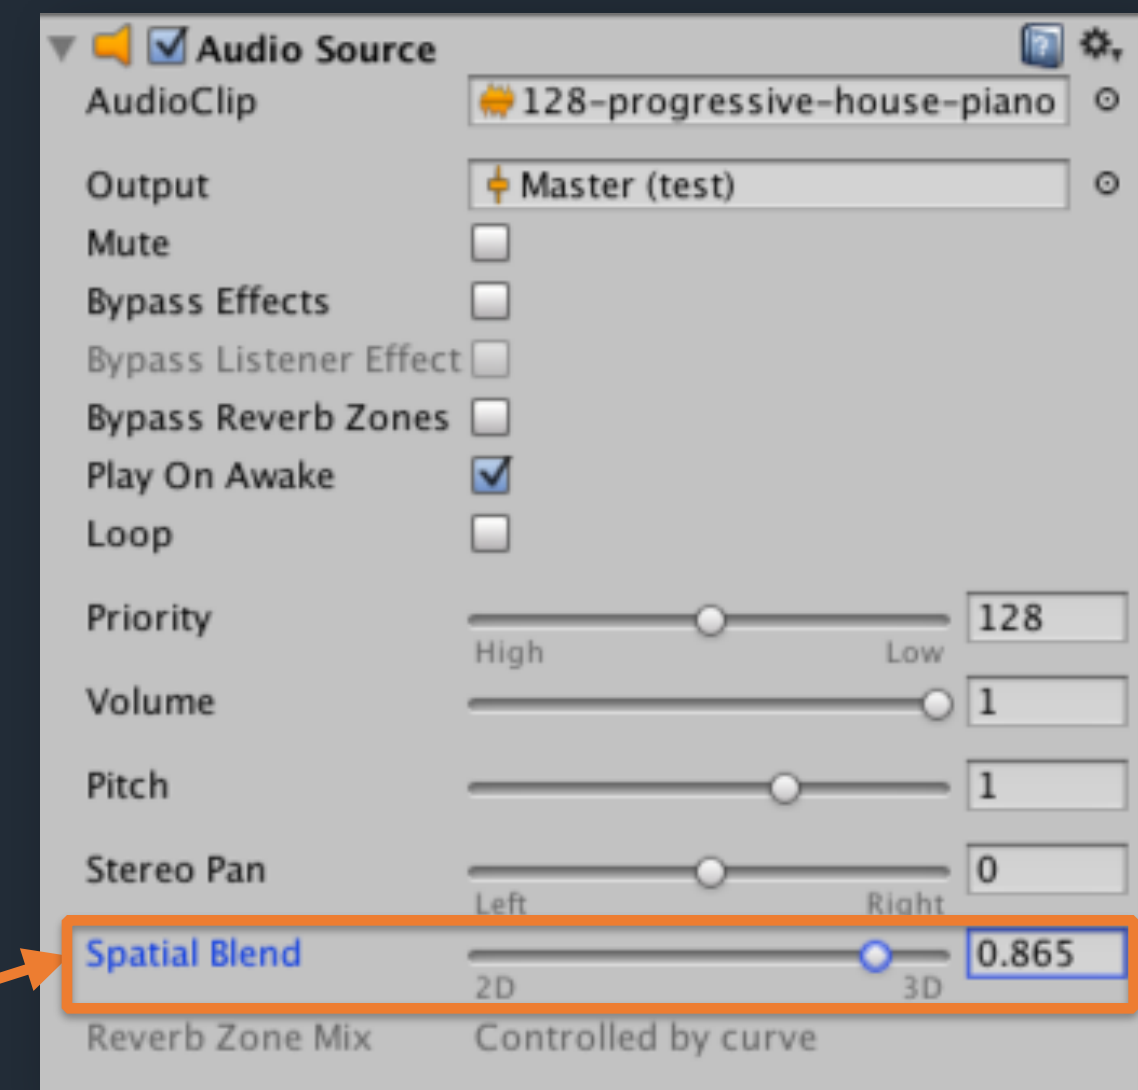 Audio Source
AudioClip 128-progressive-house-piano
Output Master (test)
Mute
Bypass Effects
Bypass Listener Effect
Bypass Reverb Zones
Play On Awake
Loop
Priority 128
High Low
Volume 1
Pitch 1
Stereo Pan 0
Left Right
Spatial Blend 0.865
2D 3D
Reverb Zone Mix Controlled by curve